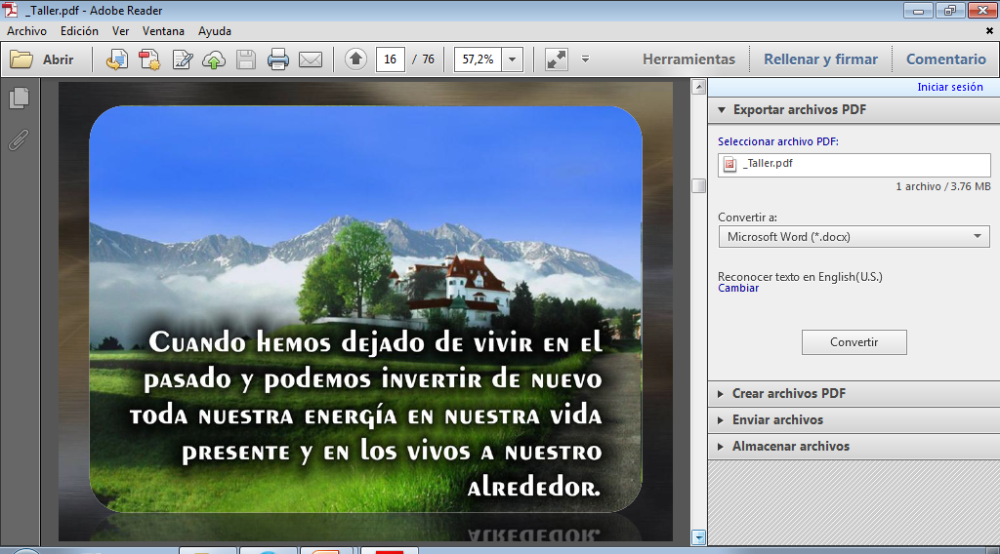 _Taller.pdf - Adobe Reader
Archivo Edición Ver Ventana Ayuda
Abrir 16 / 76 57,2% Herramientas Rellenar y firmar Comentario
Iniciar sesión
Exportar archivos PDF
Seleccionar archivo PDF:
_Taller.pdf
1 archivo / 3.76 MB
Convertir a:
Microsoft Word (*.docx)
Reconocer texto en English(U.S.)
Cambiar
Convertir
Crear archivos PDF
Enviar archivos
Almacenar archivos
Cuando hemos dejado de vivir en el
pasado y podemos invertir de nuevo
toda nuestra energía en nuestra vida
presente y en los vivos a nuestro
alrededor.